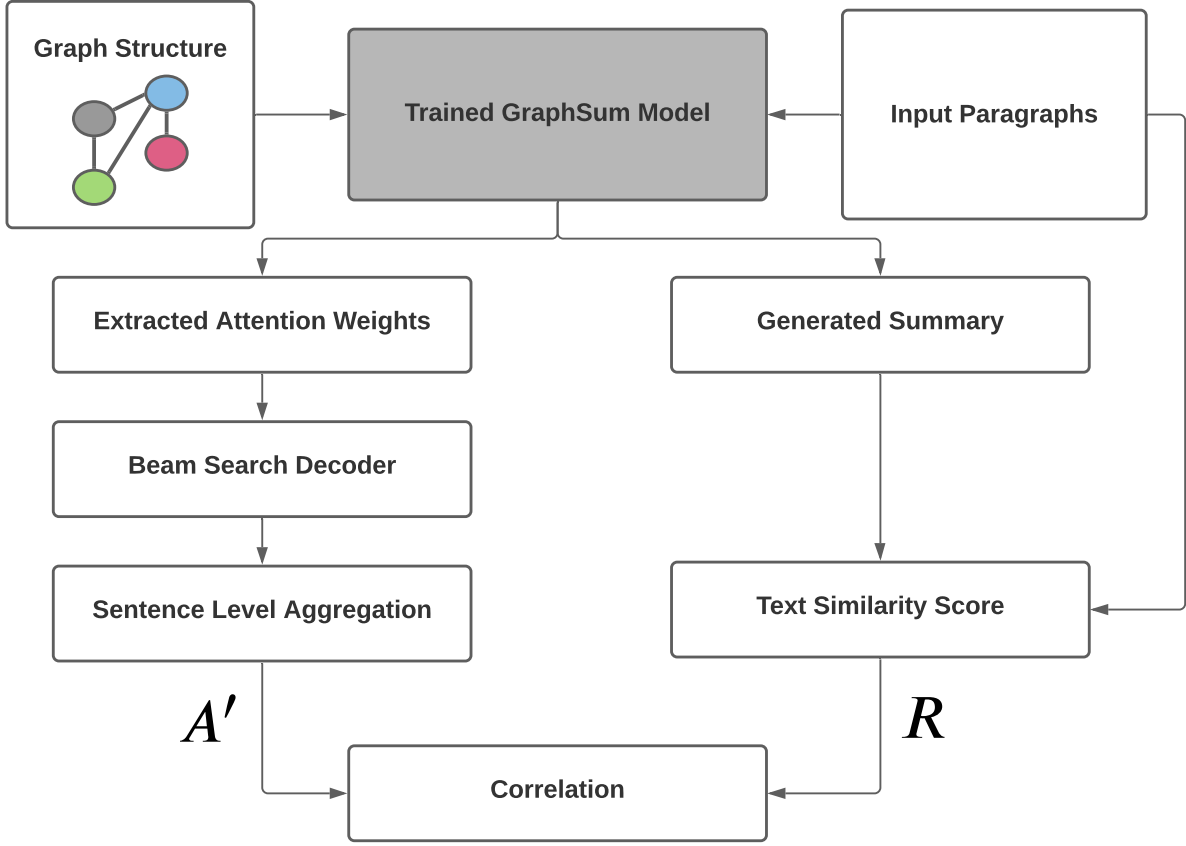 Graph Structure
Trained GraphSum Model
Input Paragraphs
Extracted Attention Weights
Generated Summary
Beam Search Decoder
Sentence Level Aggregation
Text Similarity Score
A′
R
Correlation